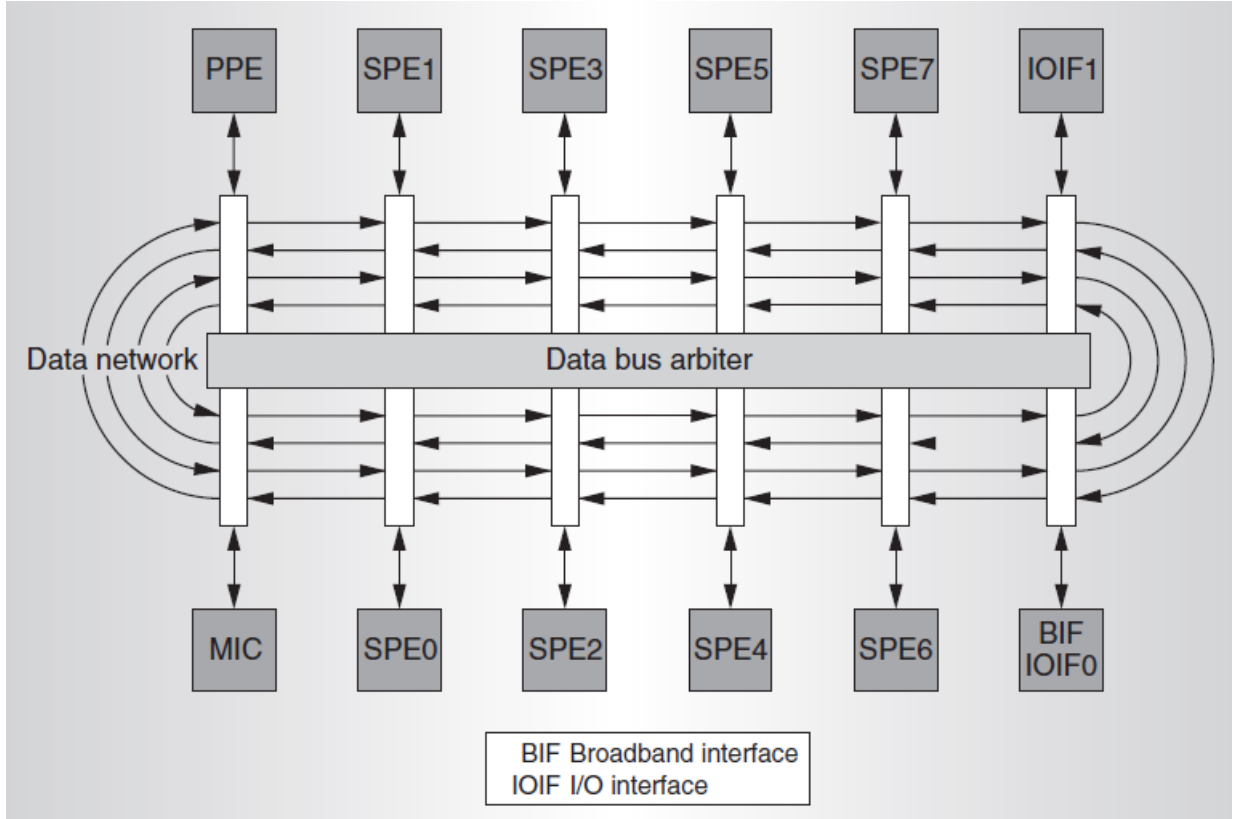 PPE
SPE1
SPE3
SPE5
SPE7
IOIF1
Data network
Data bus arbiter
MIC
SPE0
SPE2
SPE4
SPE6
BIF
IOIF0
BIF Broadband interface
IOIF I/O interface